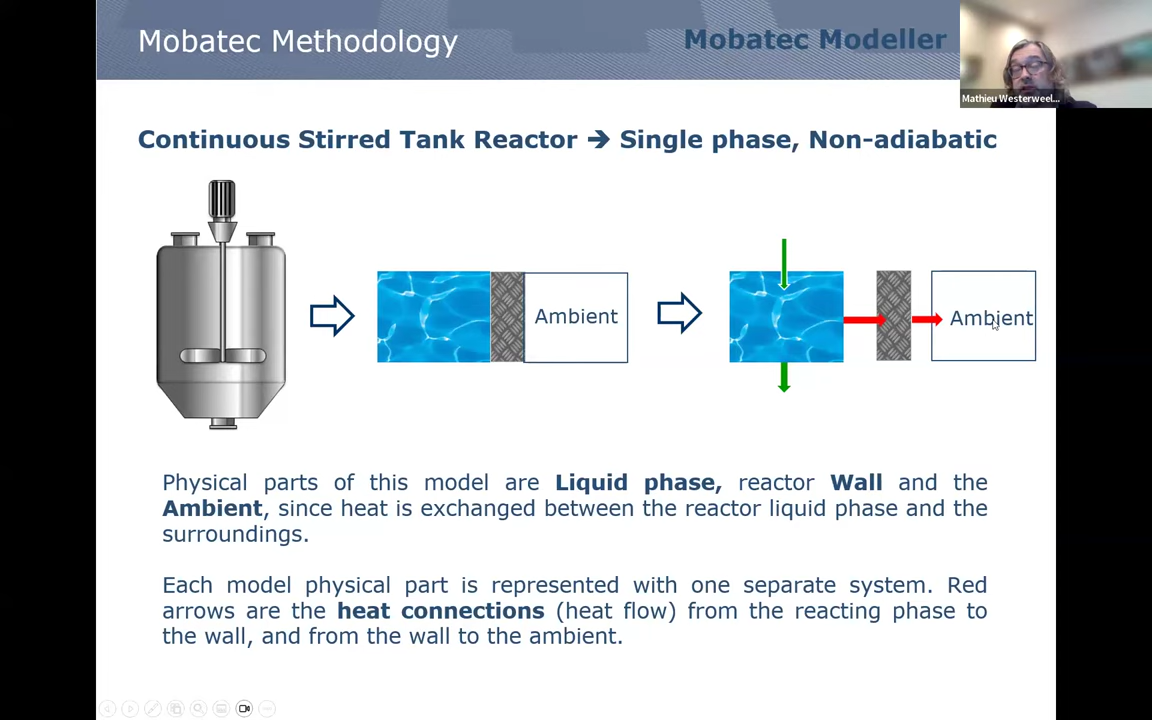 Mobatec Methodology
Mobatec Modeller
Mathieu Westerweel...
Continuous Stirred Tank Reactor ➔ Single phase, Non-adiabatic
Ambient
Ambient
Physical parts of this model are Liquid phase, reactor Wall and the
Ambient, since heat is exchanged between the reactor liquid phase and the
surroundings.
Each model physical part is represented with one separate system. Red
arrows are the heat connections (heat flow) from the reacting phase to
the wall, and from the wall to the ambient.